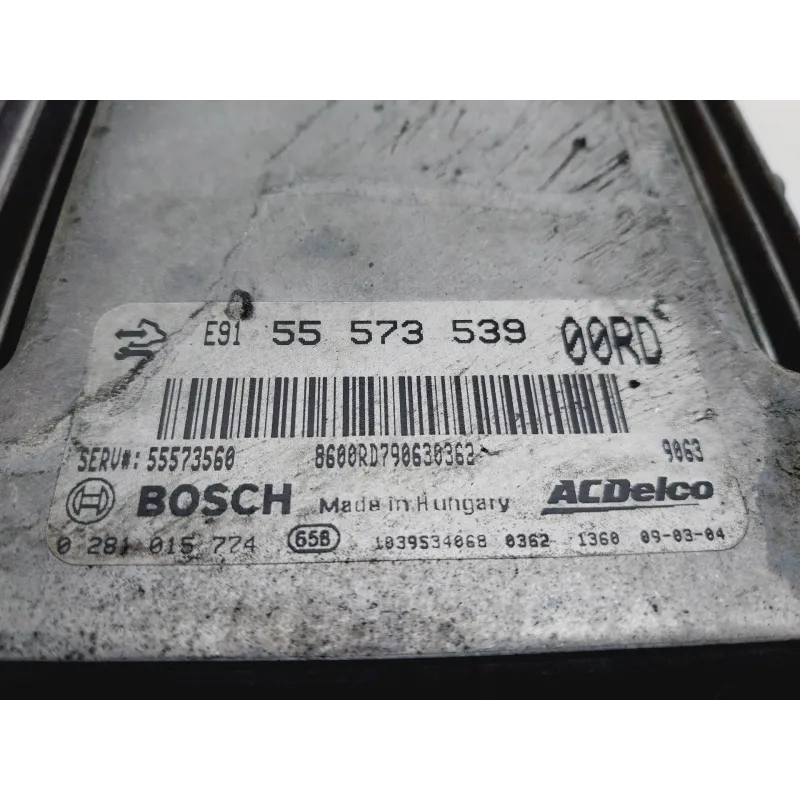 E91 55 573 539 00RD
SERV#: 55573560 8600RD790630362 9063
BOSCH Made in Hungary ACDelco
0 281 015 774 65B 1039S34068 0362 1360 09-03-04